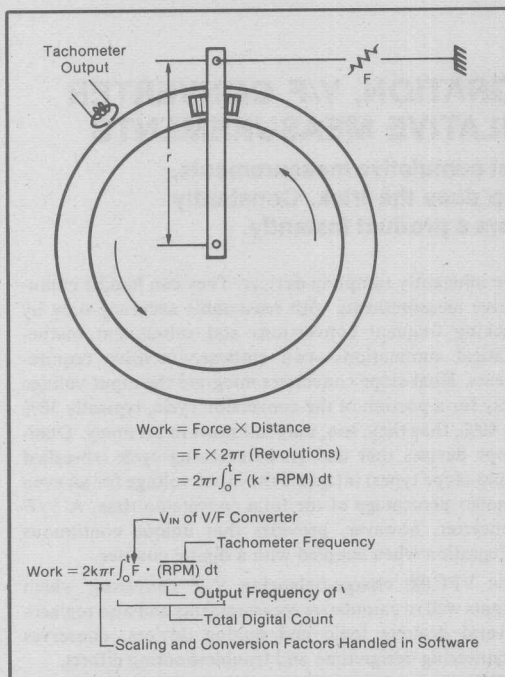 Tachometer
Output
F
r
Work = Force × Distance
= F × 2πr (Revolutions)
= 2πr ∫₀ᵗ F (k · RPM) dt
V_IN of V/F Converter
Tachometer Frequency
Work = 2kπr ∫₀ᵗ F · (RPM) dt
Output Frequency of
Total Digital Count
Scaling and Conversion Factors Handled in Software